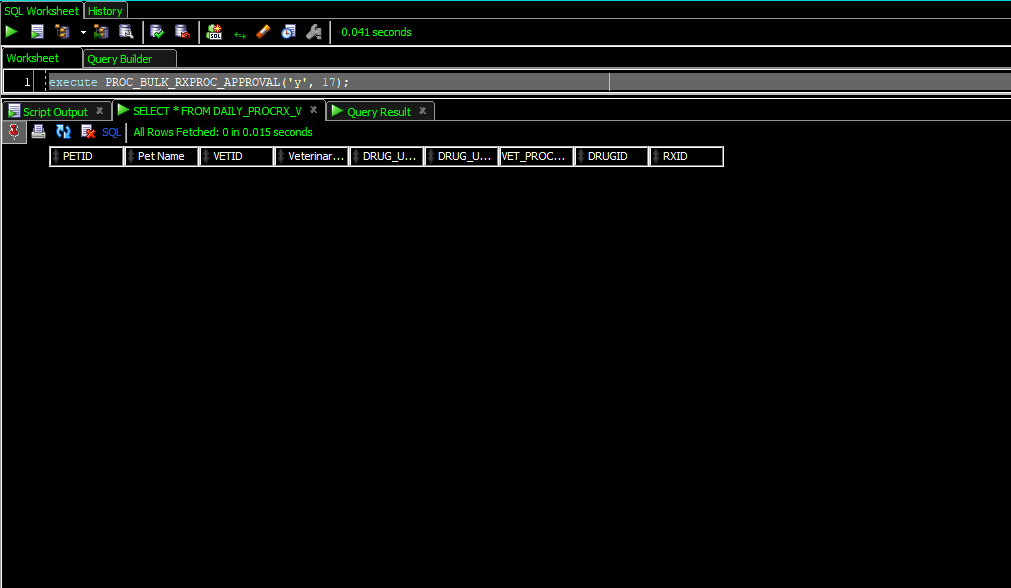 SQL Worksheet History
0.041 seconds
Worksheet Query Builder
1 execute PROC_BULK_RXPROC_APPROVAL('y', 17);
Script Output SELECT * FROM DAILY_PROCRX_V Query Result
SQL All Rows Fetched: 0 in 0.015 seconds
PETID Pet Name VETID Veterinar... DRUG_U... DRUG_U... VET_PROC... DRUGID RXID